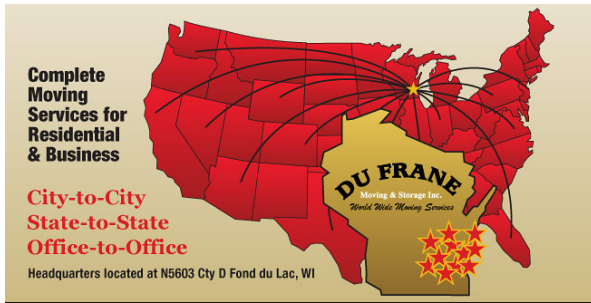 Complete
Moving
Services for
Residential
& Business
City-to-City
State-to-State
Office-to-Office
Headquarters located at N5603 Cty D Fond du Lac, WI
DU FRANE
Moving & Storage Inc.
World Wide Moving Services